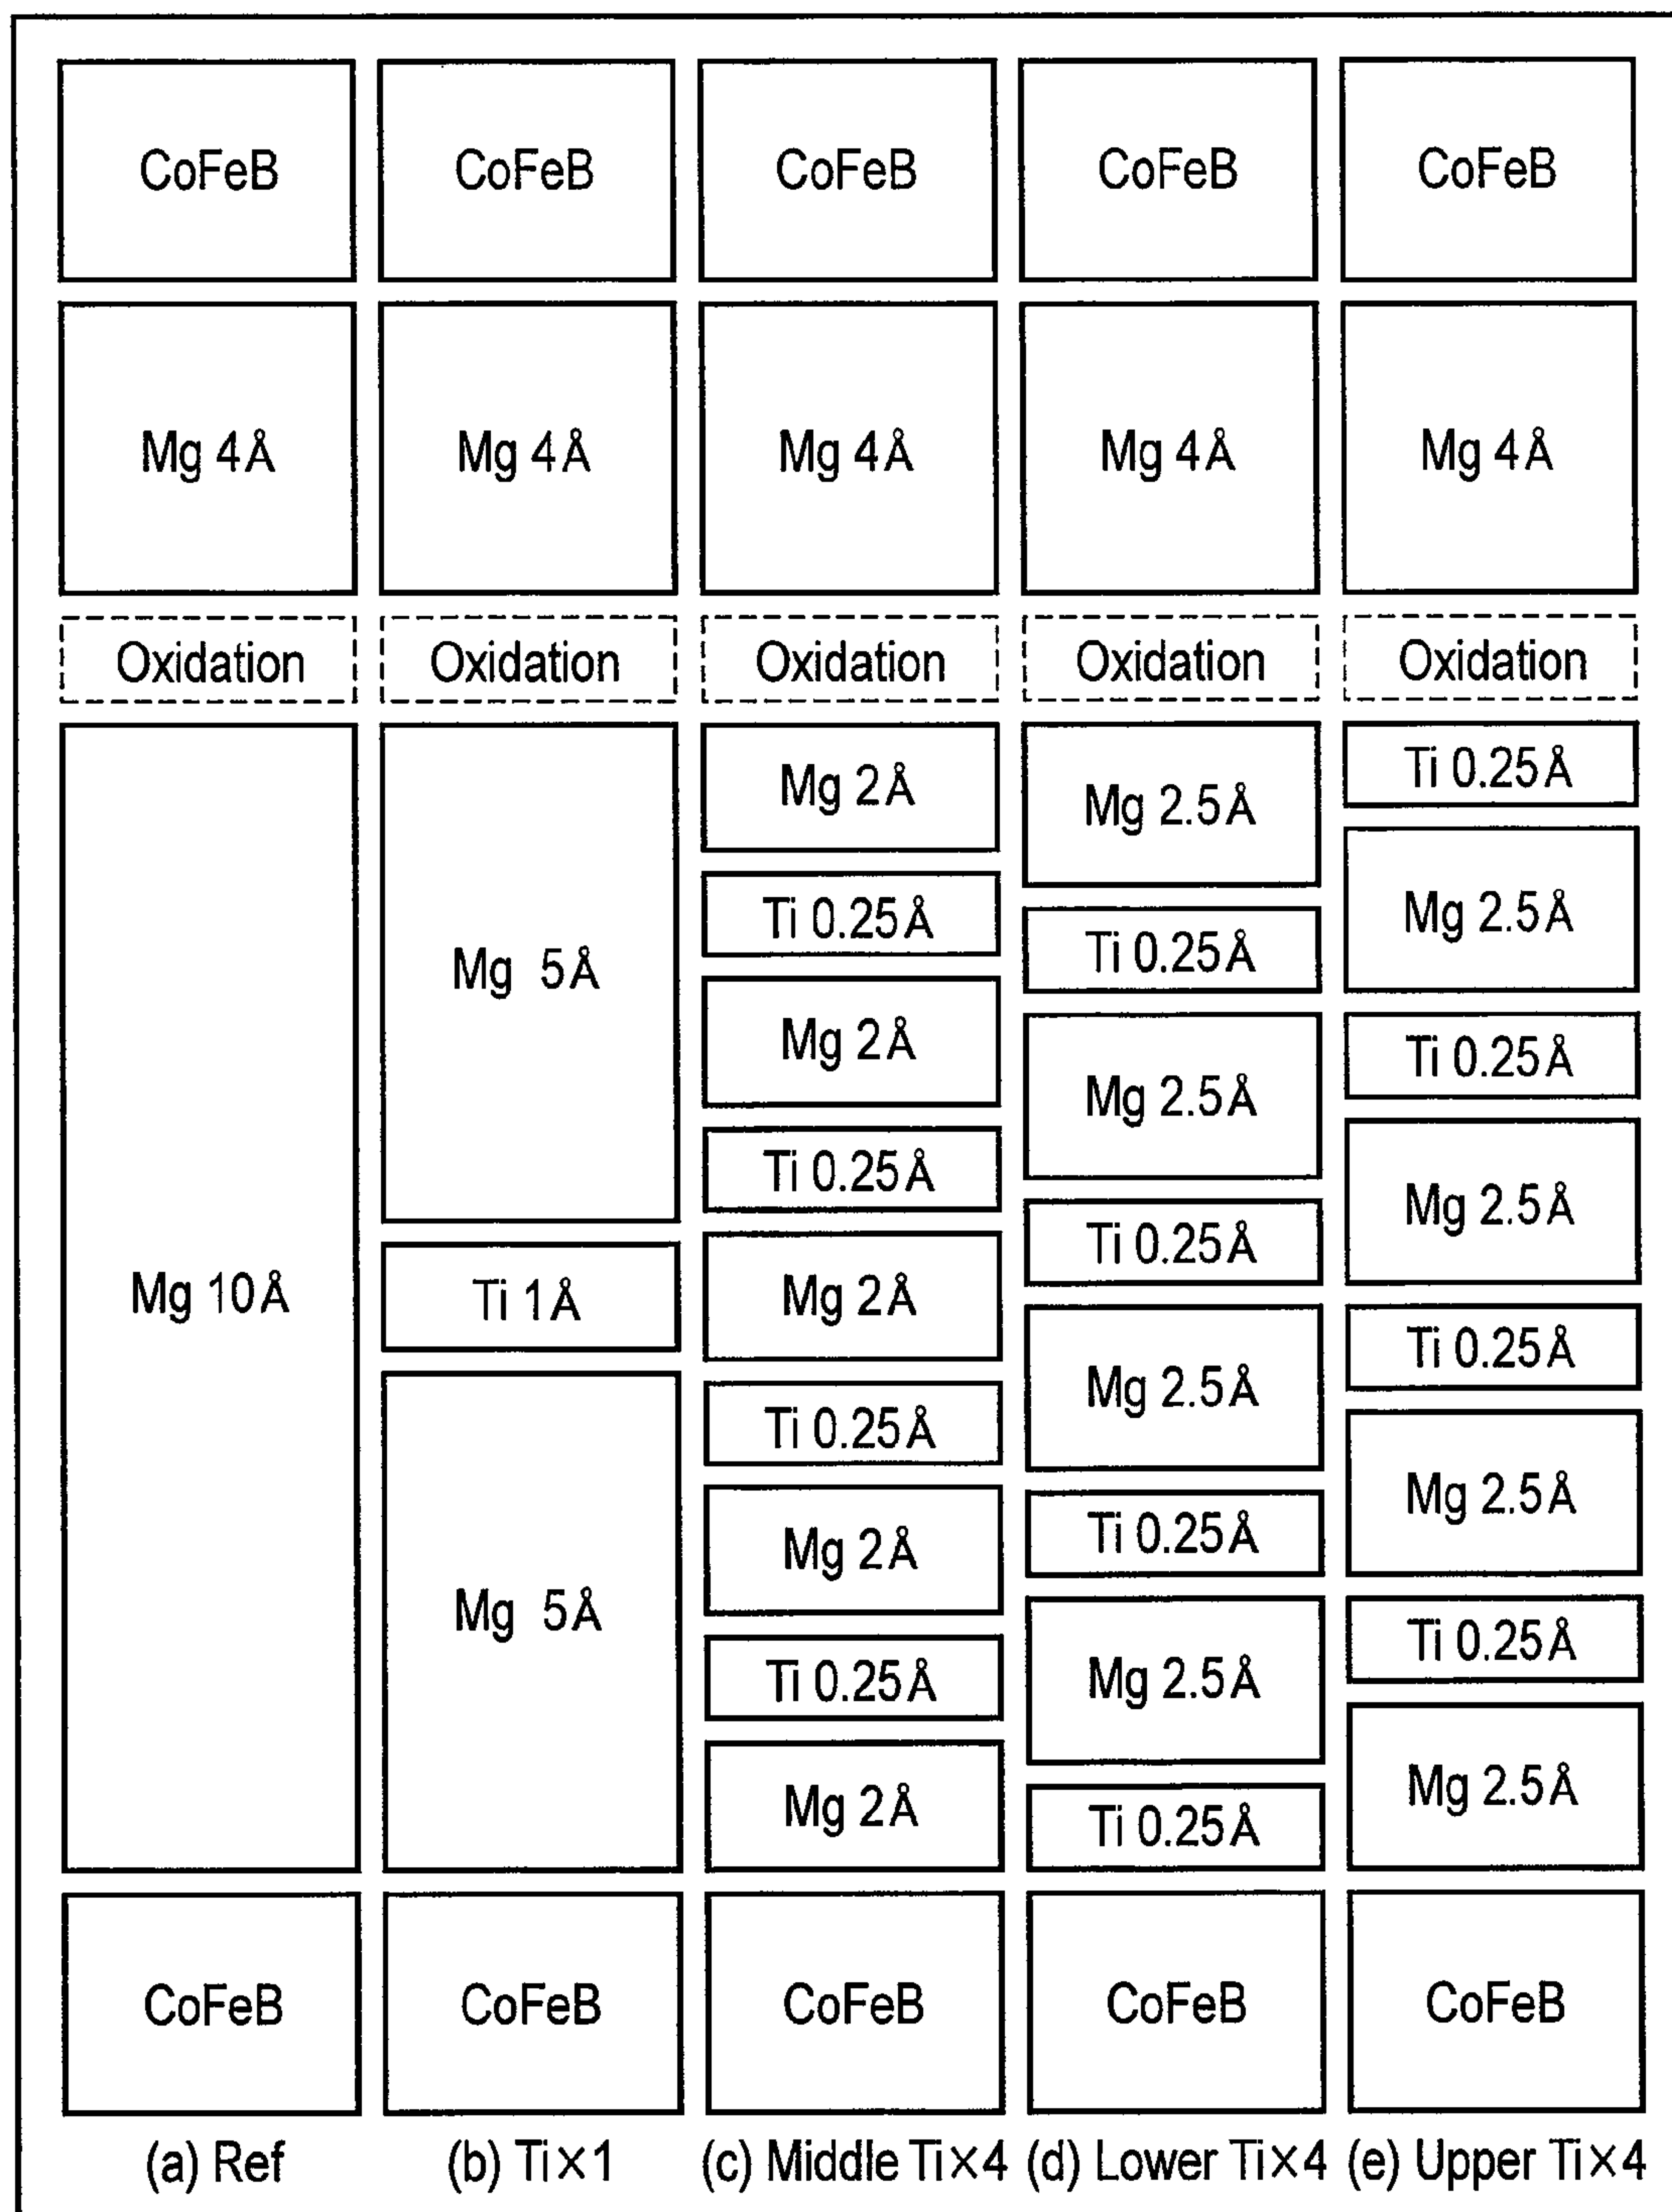 CoFeB
Mg 4Å
Oxidation
Mg 10Å
CoFeB
(a) Ref
CoFeB
Mg 4Å
Oxidation
Mg 5Å
Ti 1Å
Mg 5Å
CoFeB
(b) Ti×1
CoFeB
Mg 4Å
Oxidation
Mg 2Å
Ti 0.25Å
Mg 2Å
Ti 0.25Å
Mg 2Å
Ti 0.25Å
Mg 2Å
Ti 0.25Å
Mg 2Å
CoFeB
(c) Middle Ti×4
CoFeB
Mg 4Å
Oxidation
Mg 2.5Å
Ti 0.25Å
Mg 2.5Å
Ti 0.25Å
Mg 2.5Å
Ti 0.25Å
Mg 2.5Å
Ti 0.25Å
CoFeB
(d) Lower Ti×4
CoFeB
Mg 4Å
Oxidation
Ti 0.25Å
Mg 2.5Å
Ti 0.25Å
Mg 2.5Å
Ti 0.25Å
Mg 2.5Å
Ti 0.25Å
Mg 2.5Å
CoFeB
(e) Upper Ti×4